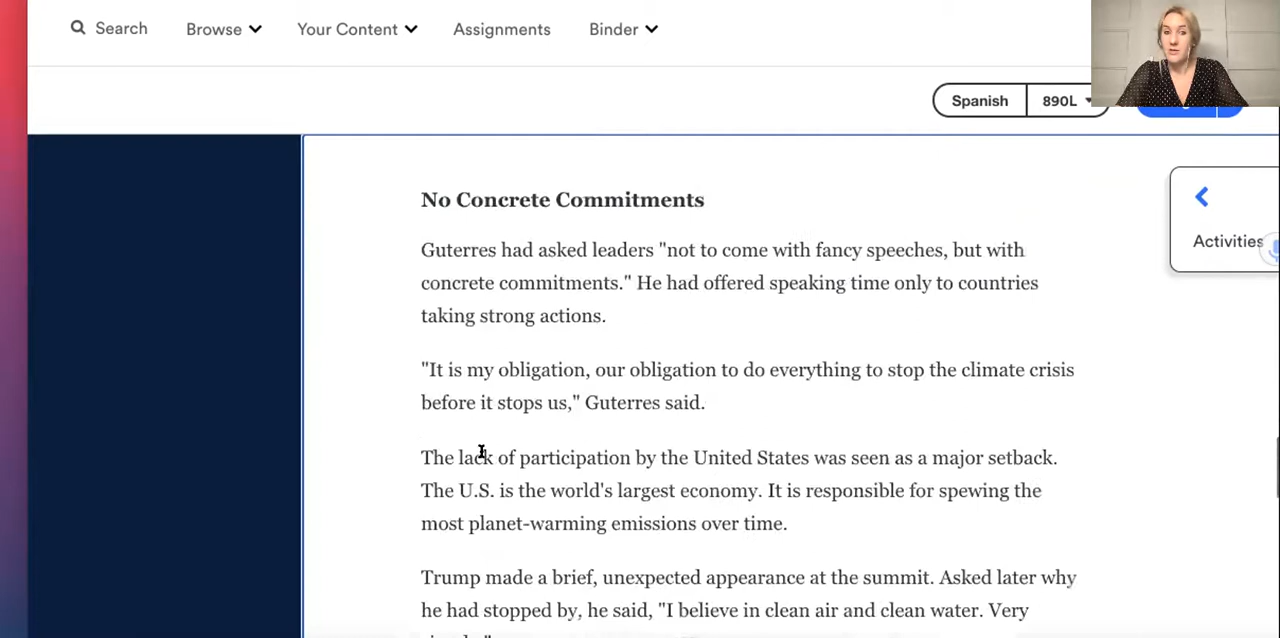 Search Browse Your Content Assignments Binder
Spanish 890L
No Concrete Commitments
Activities
Guterres had asked leaders "not to come with fancy speeches, but with
concrete commitments." He had offered speaking time only to countries
taking strong actions.
"It is my obligation, our obligation to do everything to stop the climate crisis
before it stops us," Guterres said.
The lack of participation by the United States was seen as a major setback.
The U.S. is the world's largest economy. It is responsible for spewing the
most planet-warming emissions over time.
Trump made a brief, unexpected appearance at the summit. Asked later why
he had stopped by, he said, "I believe in clean air and clean water. Very